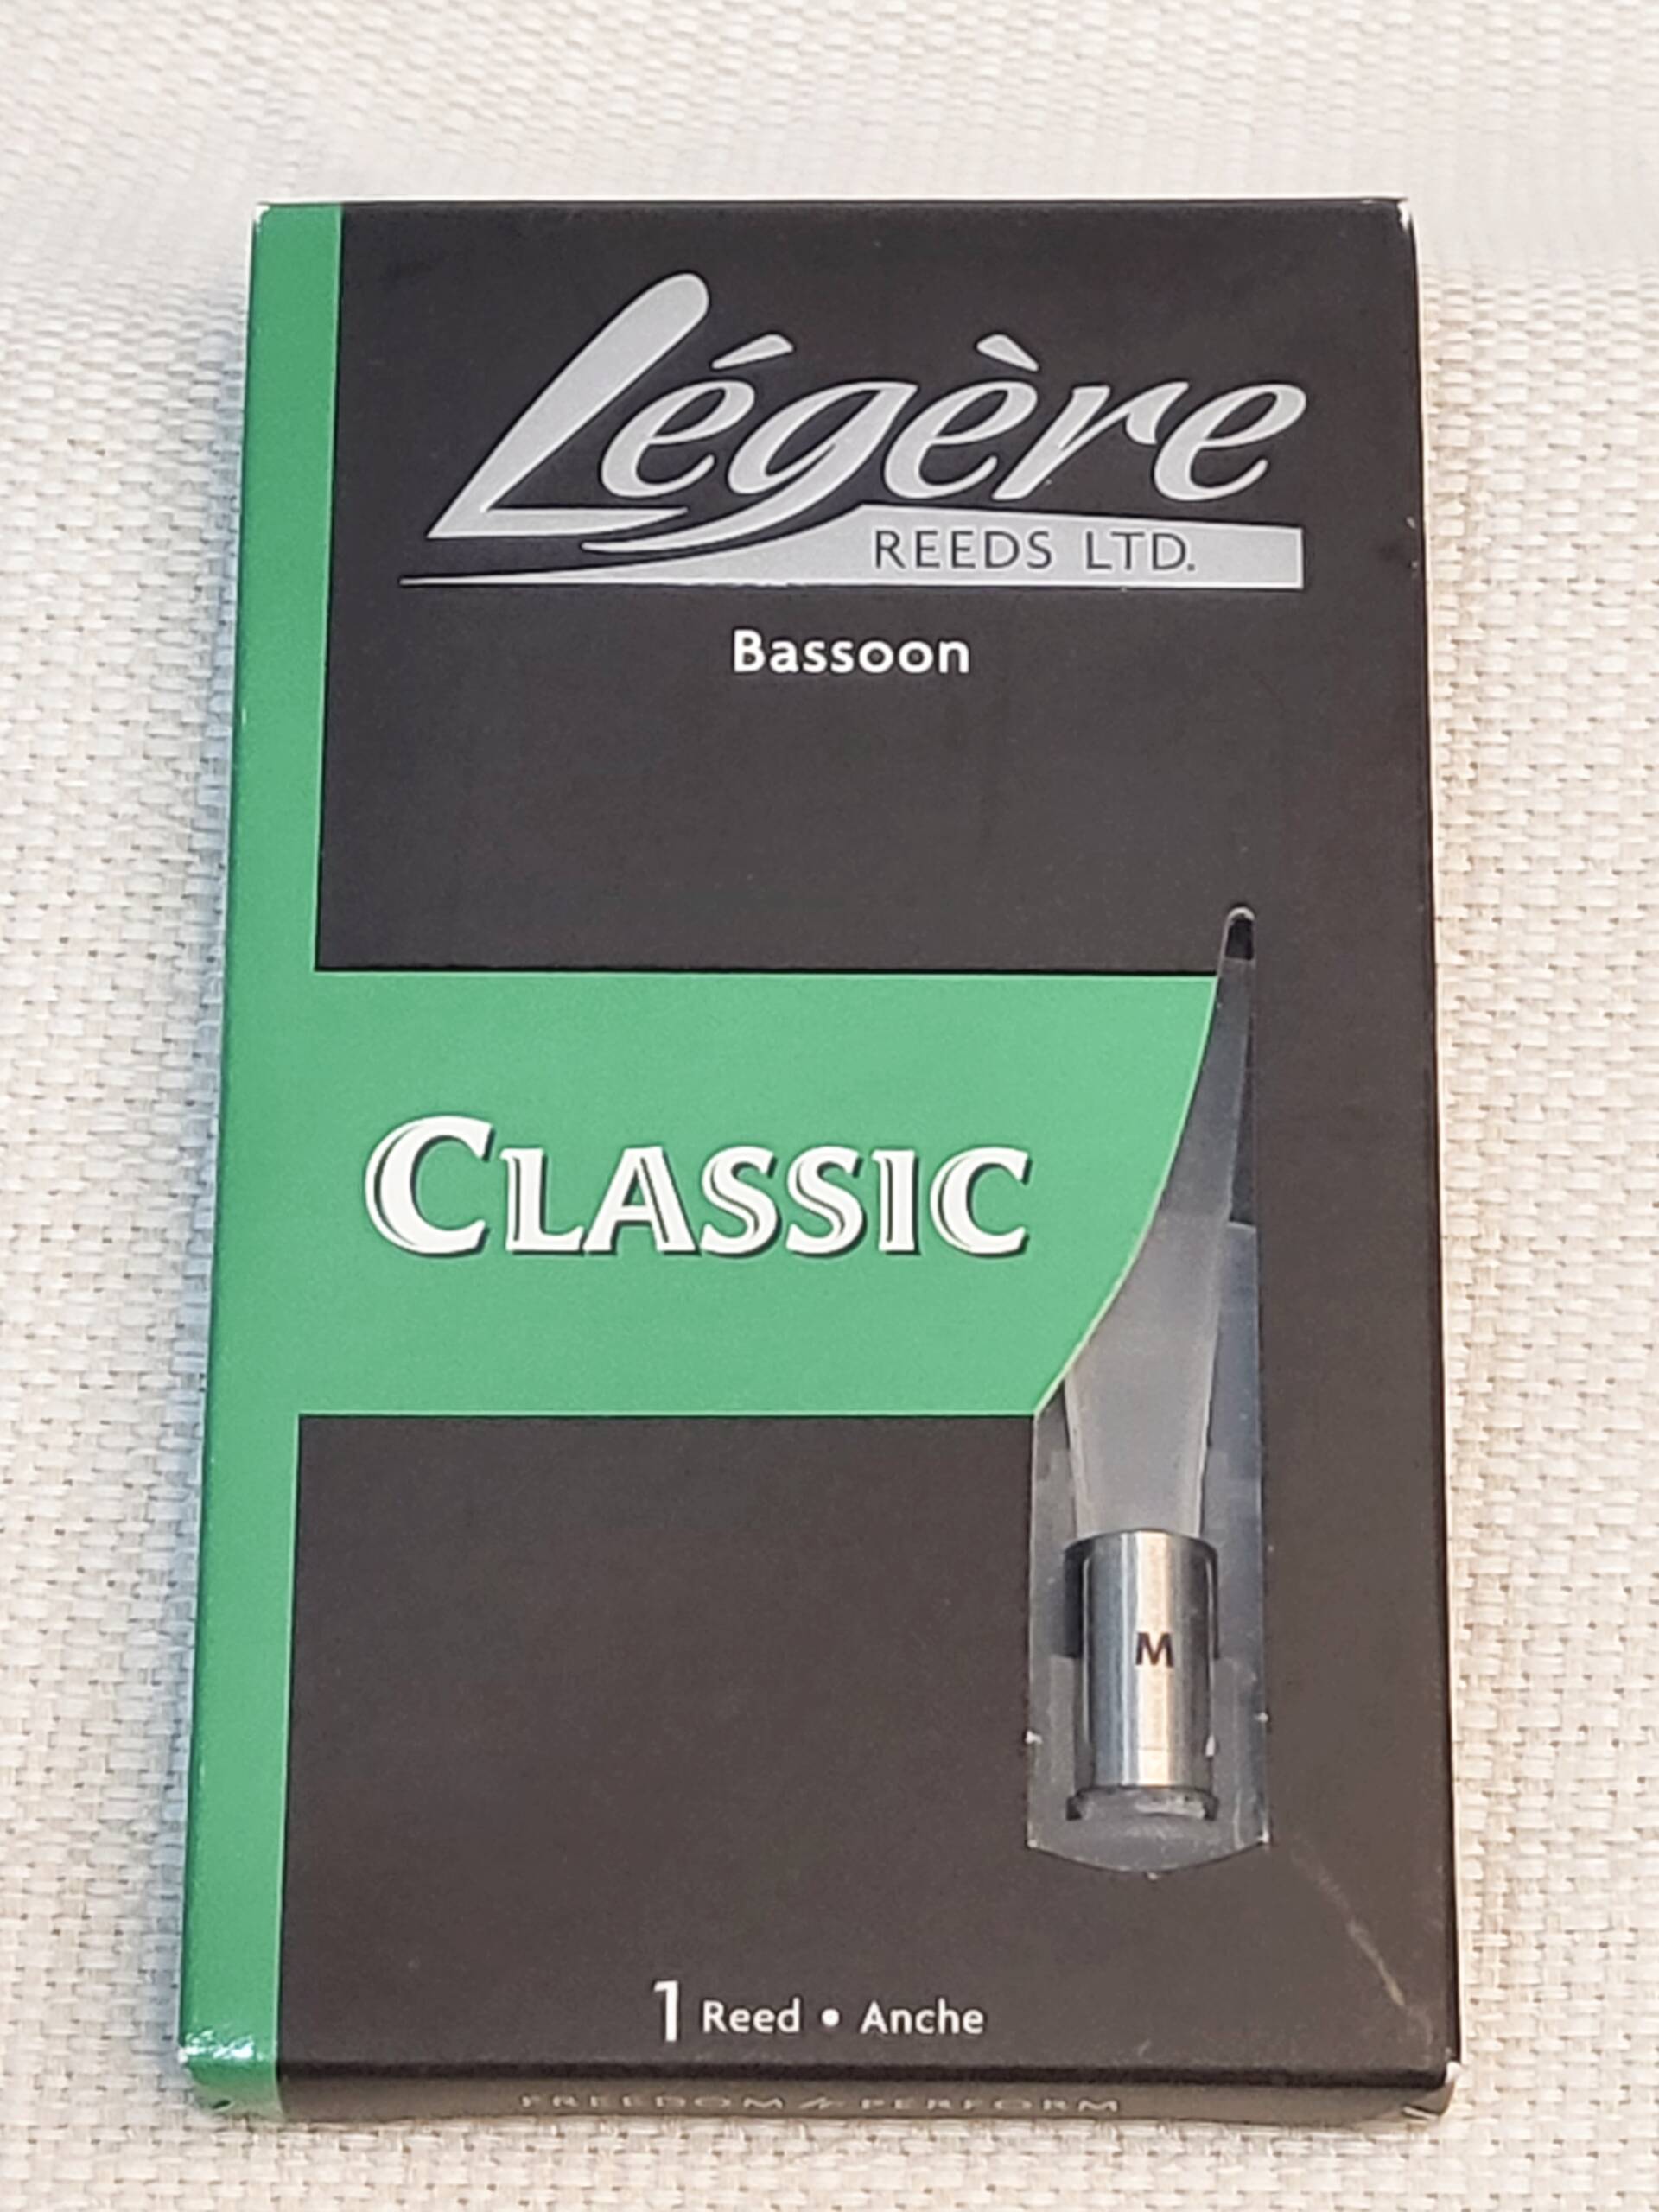 Légère
REEDS LTD.
Bassoon
CLASSIC
M
1 Reed • Anche
FREEDOM to PERFORM